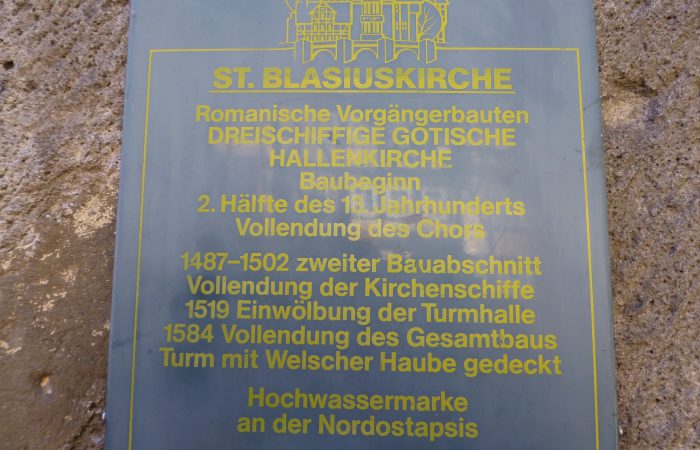 ST. BLASIUSKIRCHE
Romanische Vorgängerbauten
DREISCHIFFIGE GOTISCHE
HALLENKIRCHE
Baubeginn
2. Hälfte des 13. Jahrhunderts
Vollendung des Chors
1487–1502 zweiter Bauabschnitt
Vollendung der Kirchenschiffe
1519 Einwölbung der Turmhalle
1584 Vollendung des Gesamtbaus
Turm mit Welscher Haube gedeckt
Hochwassermarke
an der Nordostapsis